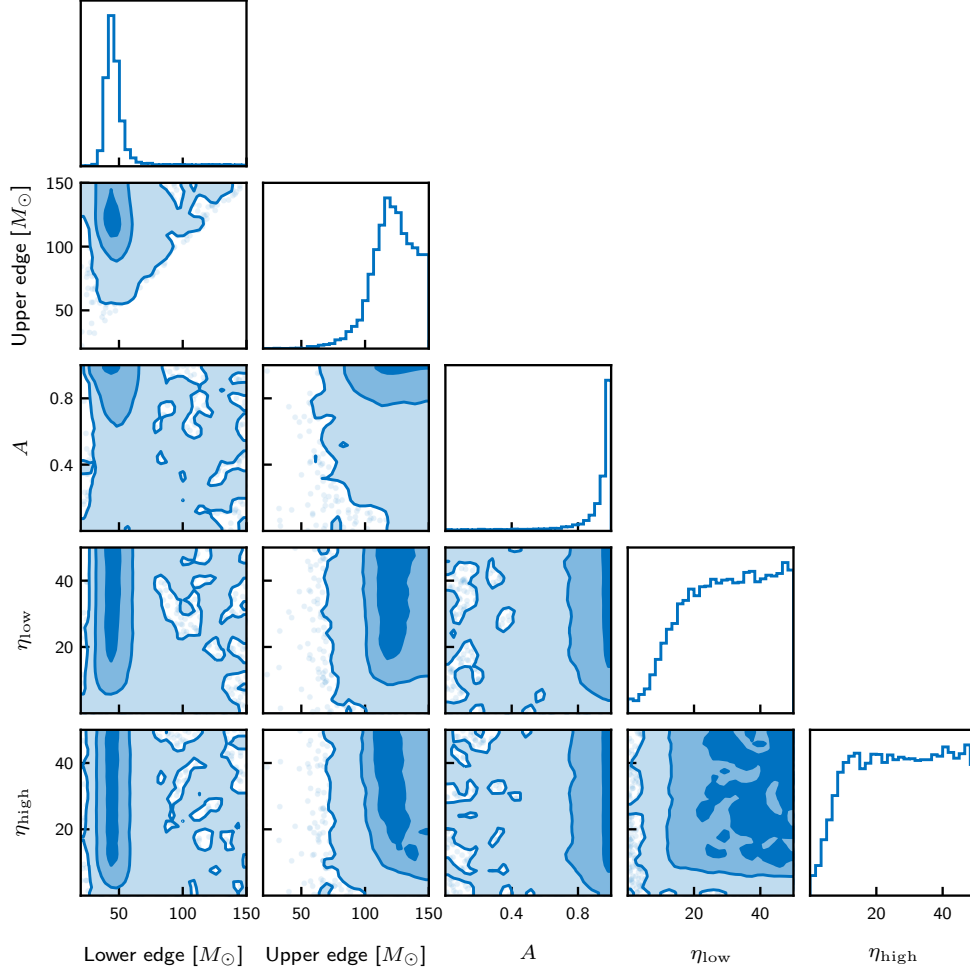 150
100
50
Upper edge [M⊙]
0.8
0.4
A
40
20
ηlow
40
20
ηhigh
50 100 150 50 100 150 0.4 0.8 20 40 20 40
Lower edge [M⊙] Upper edge [M⊙] A ηlow ηhigh